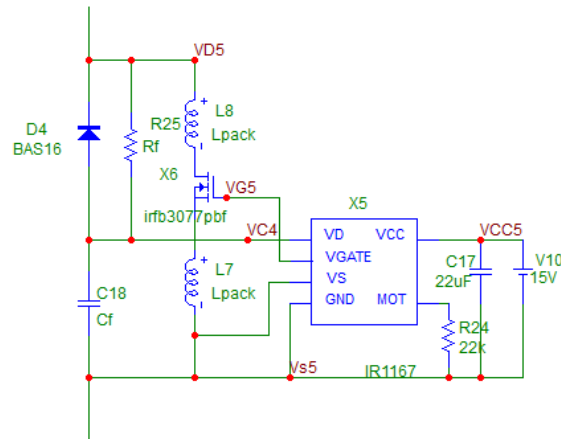 VD5
+
L8
Lpack
-
D4
BAS16
R25
Rf
X6
VG5
irfb3077pbf
X5
VD
VCC
VGATE
VS
GND
MOT
IR1167
VC4
VCC5
V10
15V
C17
22uF
+
L7
Lpack
-
C18
Cf
R24
22k
Vs5